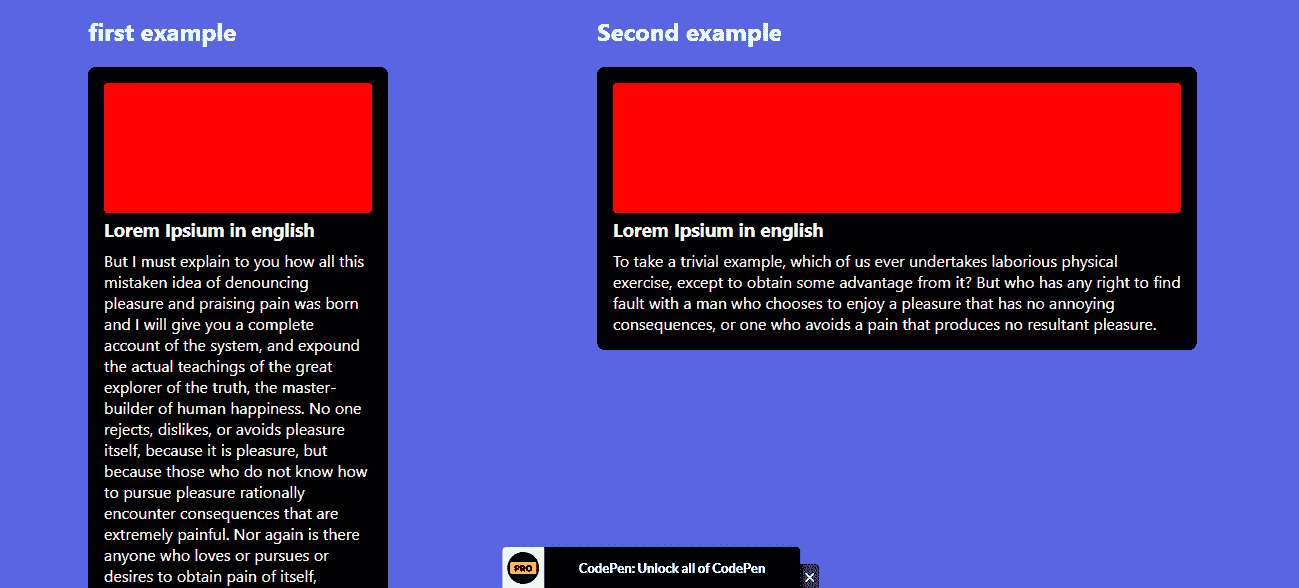 first example
Lorem Ipsium in english
But I must explain to you how all this
mistaken idea of denouncing
pleasure and praising pain was born
and I will give you a complete
account of the system, and expound
the actual teachings of the great
explorer of the truth, the master-
builder of human happiness. No one
rejects, dislikes, or avoids pleasure
itself, because it is pleasure, but
because those who do not know how
to pursue pleasure rationally
encounter consequences that are
extremely painful. Nor again is there
anyone who loves or pursues or
desires to obtain pain of itself,
Second example
Lorem Ipsium in english
To take a trivial example, which of us ever undertakes laborious physical
exercise, except to obtain some advantage from it? But who has any right to find
fault with a man who chooses to enjoy a pleasure that has no annoying
consequences, or one who avoids a pain that produces no resultant pleasure.
PRO
CodePen: Unlock all of CodePen